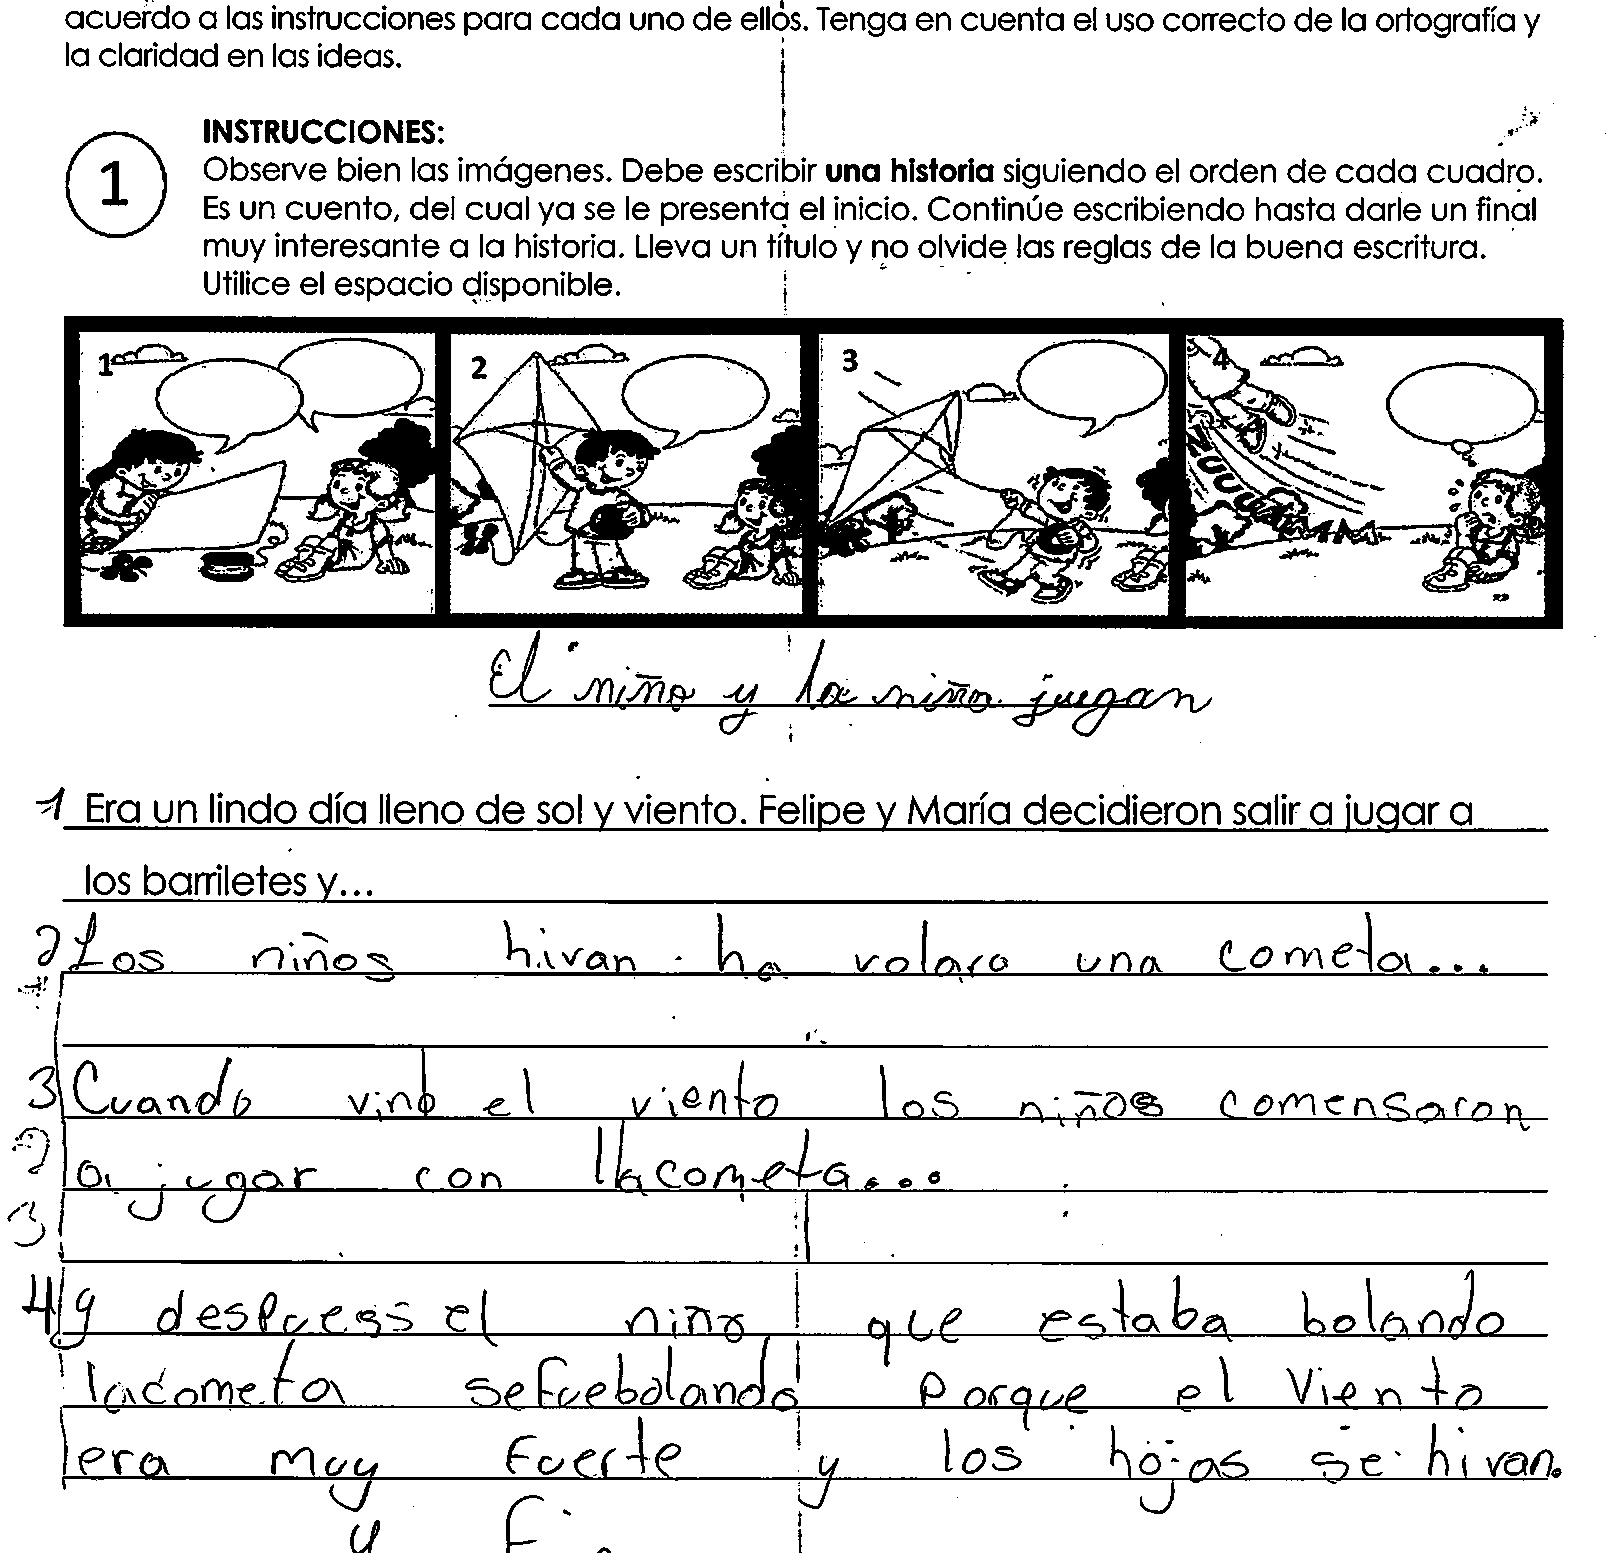 acuerdo a las instrucciones para cada uno de ellos. Tenga en cuenta el uso correcto de la ortografía y
la claridad en las ideas.
INSTRUCCIONES:
1
Observe bien las imágenes. Debe escribir una historia siguiendo el orden de cada cuadro.
Es un cuento, del cual ya se le presenta el inicio. Continúe escribiendo hasta darle un final
muy interesante a la historia. Lleva un título y no olvide las reglas de la buena escritura.
Utilice el espacio disponible.
1 2 3 4
El niño y la niña juegan
1 Era un lindo día lleno de sol y viento. Felipe y María decidieron salir a jugar a
los barriletes y...
2 Los niños hivan ha volara una cometa...
3 Cuando vino el viento los niños comensaron
2 a jugar con la cometa...
3
4 y el niño que estaba bolando
lacometa sefuebolando porque el viento
era muy fuerte y los hojas se hivan.
y